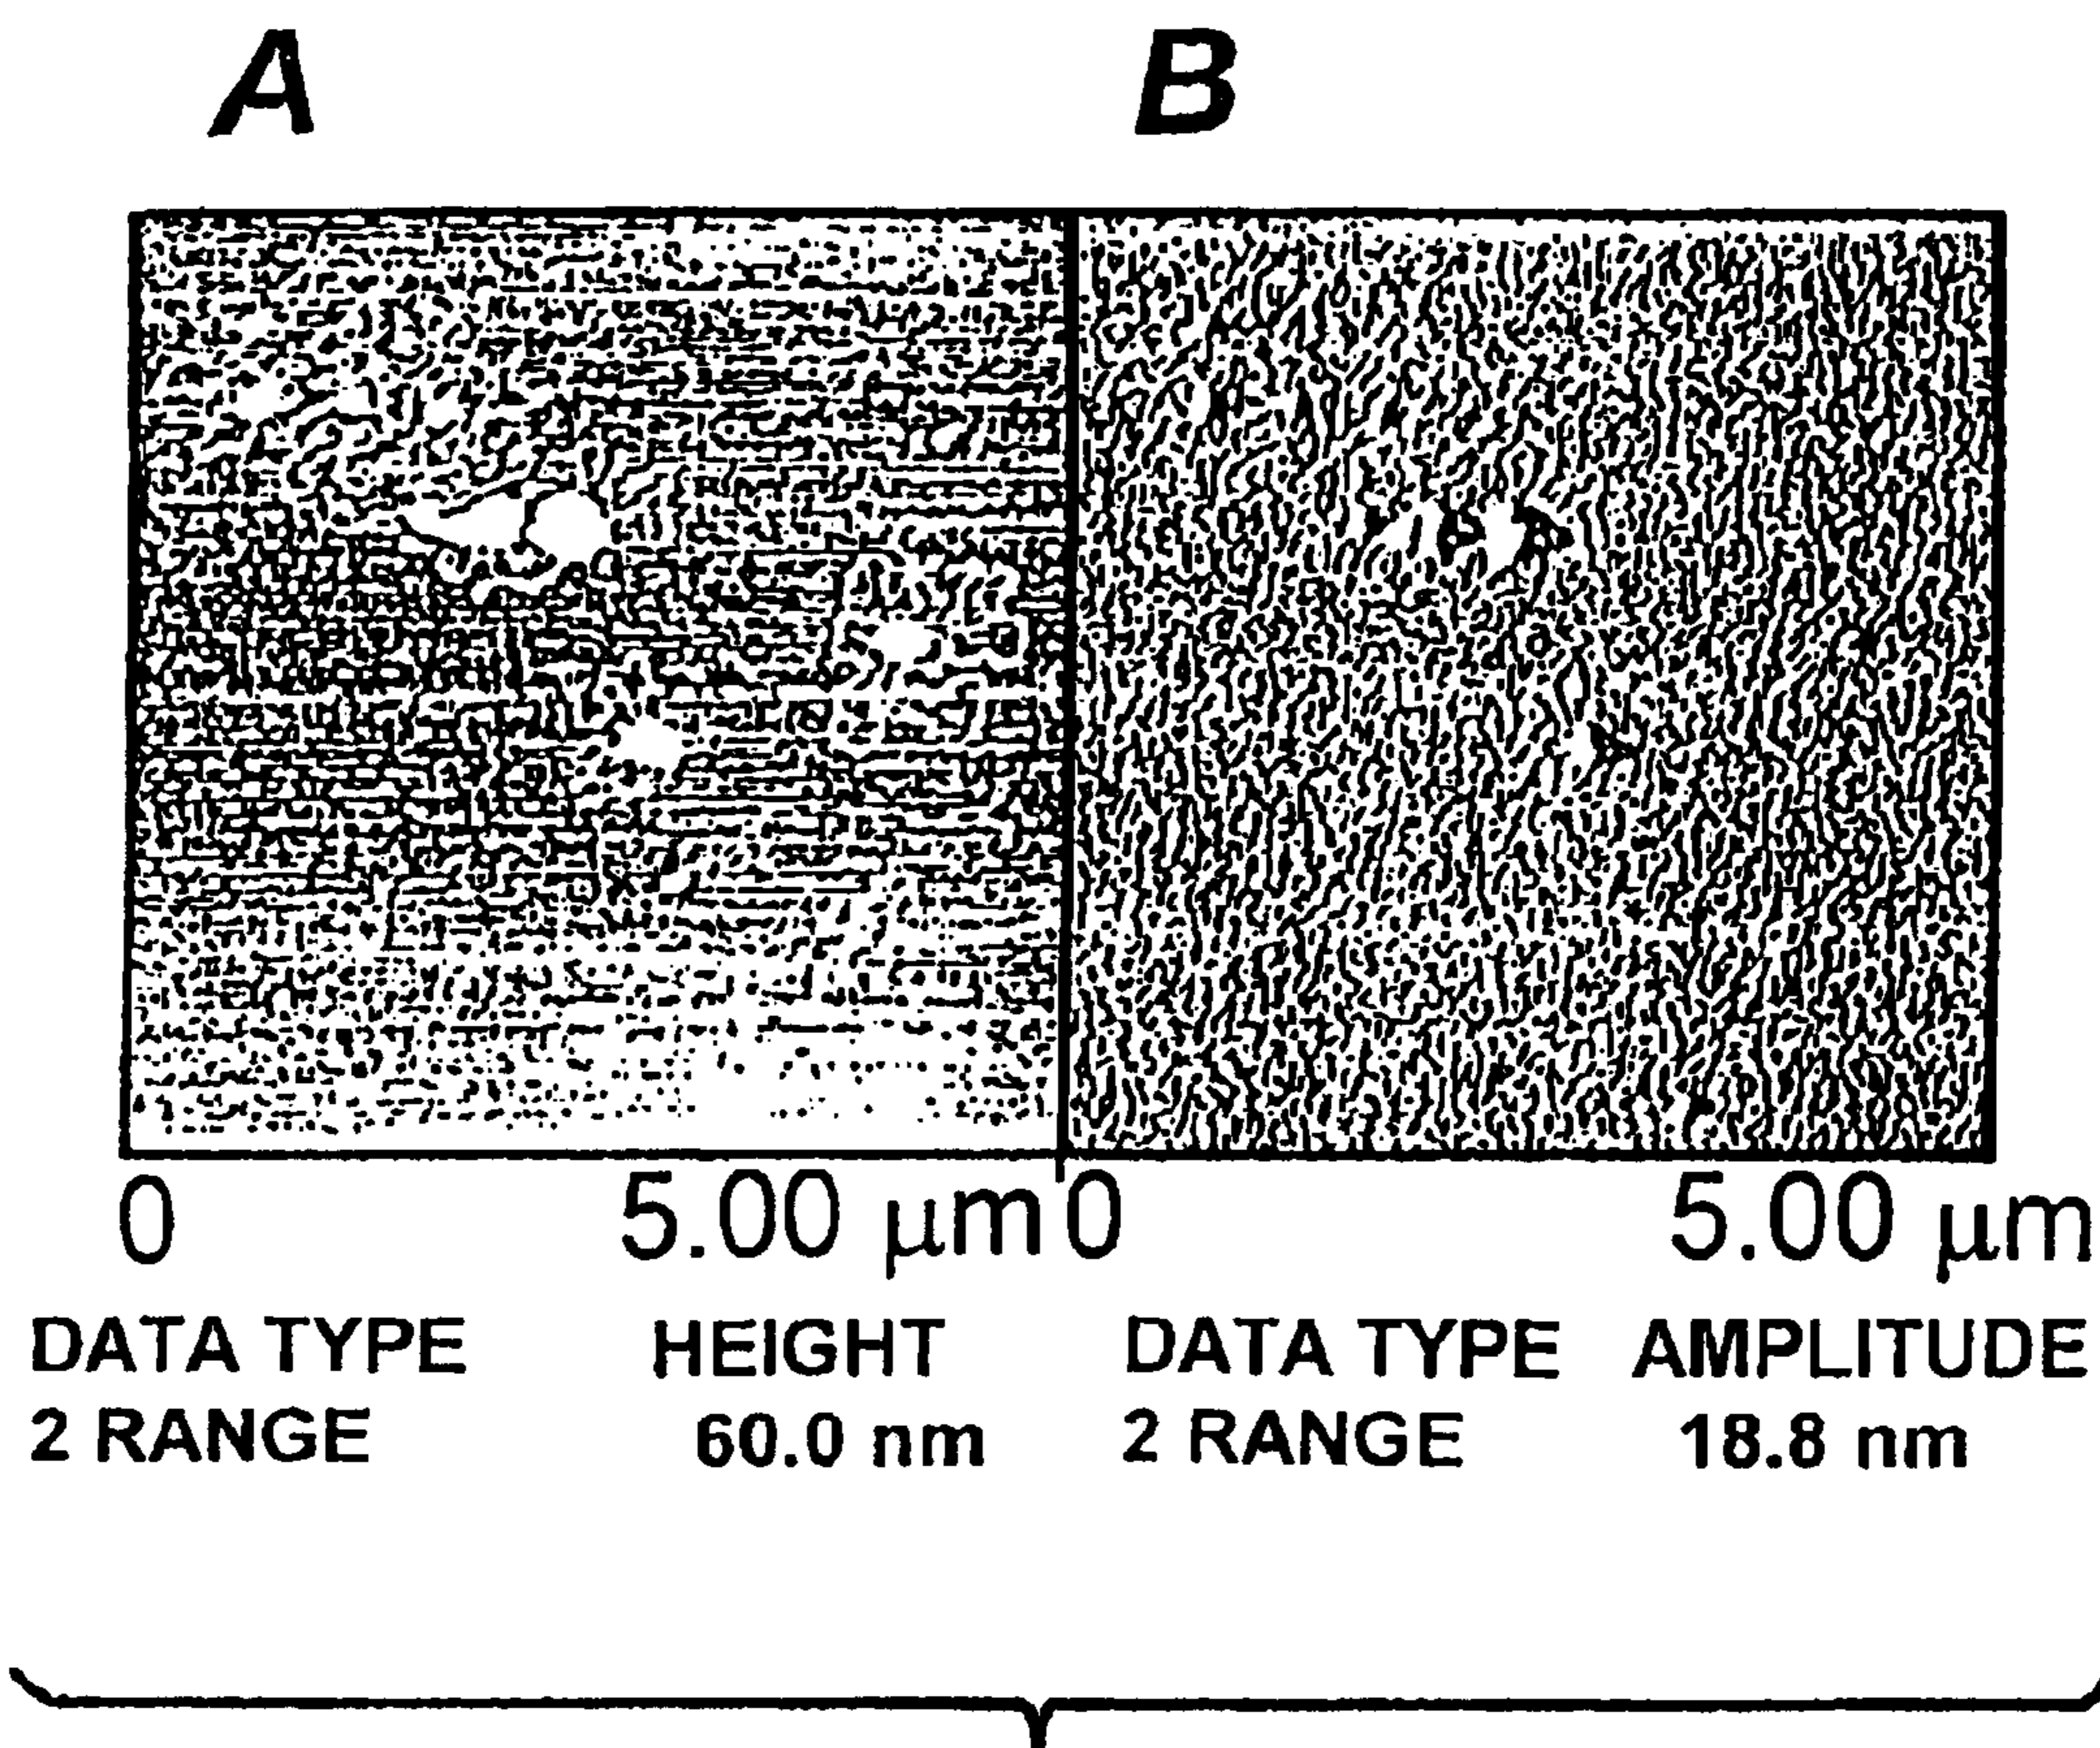 A B
0 5.00 μm 0 5.00 μm
DATA TYPE HEIGHT DATA TYPE AMPLITUDE
2 RANGE 60.0 nm 2 RANGE 18.8 nm